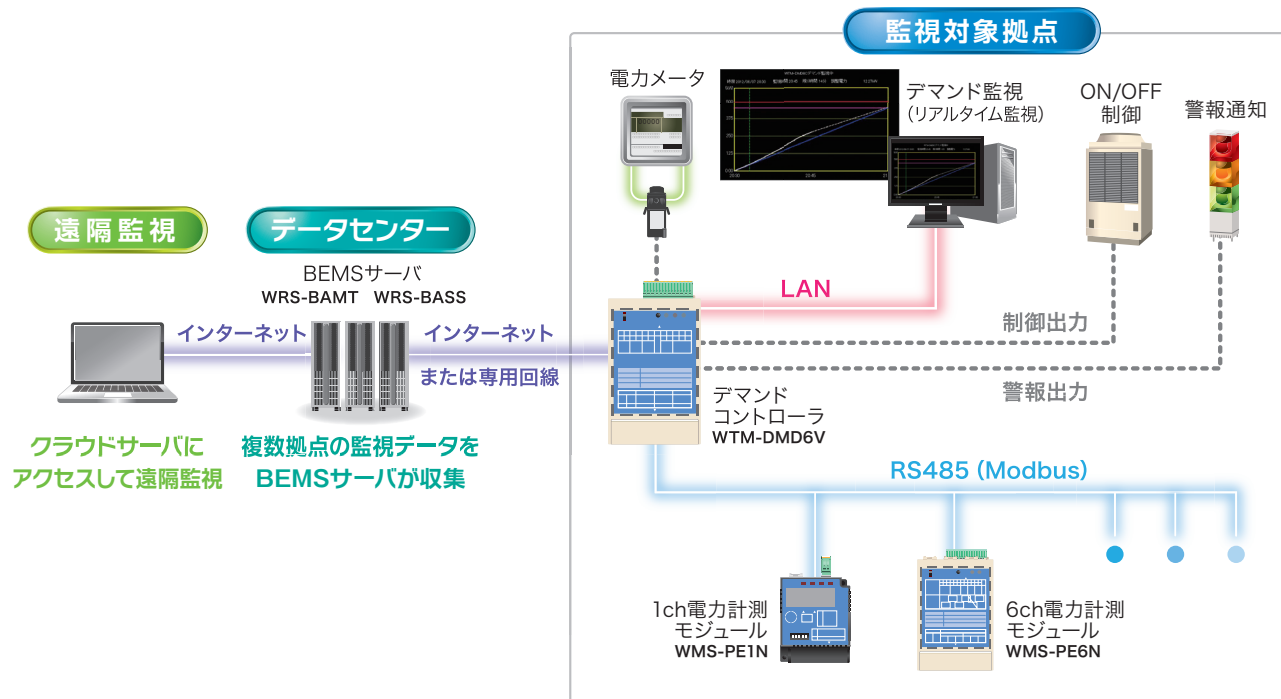 監視対象拠点
電力メータ
デマンド監視
（リアルタイム監視）
ON/OFF
制御
警報通知
遠隔監視
データセンター
BEMSサーバ
WRS-BAMT WRS-BASS
インターネット
インターネット
または専用回線
LAN
制御出力
警報出力
デマンド
コントローラ
WTM-DMD6V
クラウドサーバに
アクセスして遠隔監視
複数拠点の監視データを
BEMSサーバが収集
RS485（Modbus）
1ch電力計測
モジュール
WMS-PE1N
6ch電力計測
モジュール
WMS-PE6N